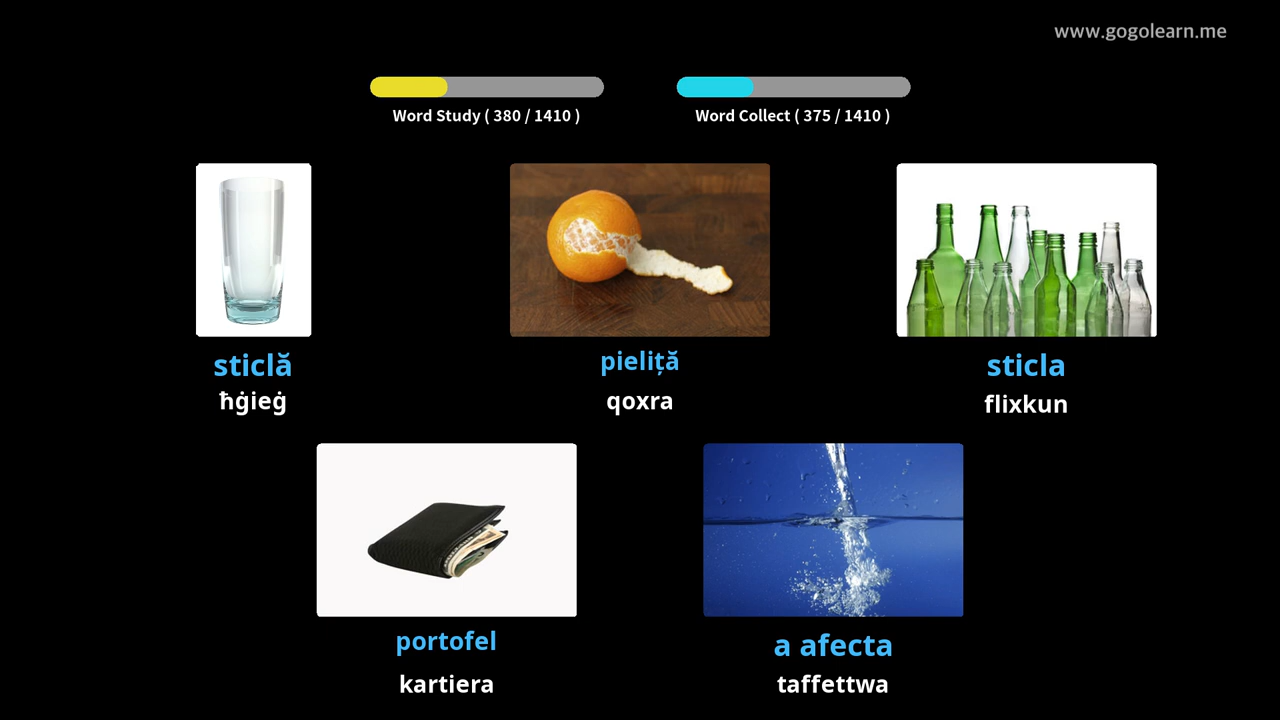 www.gogolearn.me
Word Study ( 380 / 1410 )
Word Collect ( 375 / 1410 )
sticlă
ħġieġ
pieliță
qoxra
sticla
flixkun
portofel
kartiera
a afecta
taffettwa